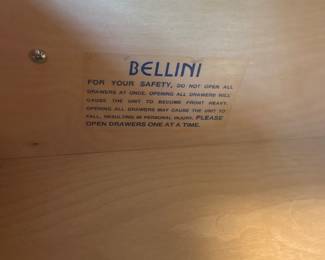 BELLINI
FOR YOUR SAFETY, DO NOT OPEN ALL
DRAWERS AT ONCE. OPENING ALL DRAWERS WILL
CAUSE THE UNIT TO BECOME FRONT HEAVY.
OPENING ALL DRAWERS MAY CAUSE THE UNIT TO
FALL, RESULTING IN PERSONAL INJURY. PLEASE
OPEN DRAWERS ONE AT A TIME.